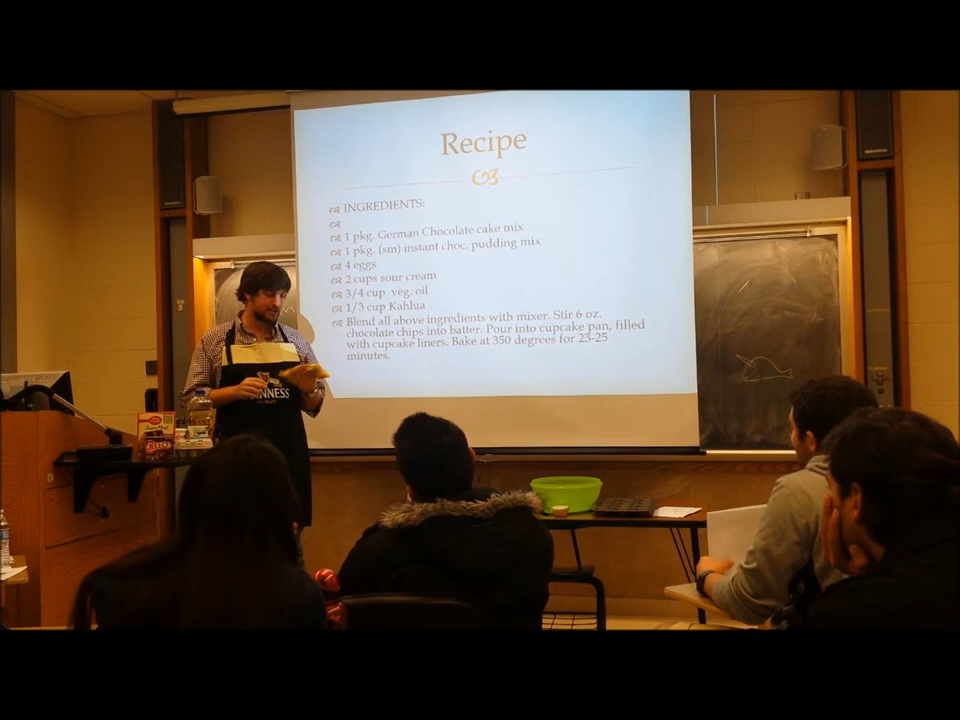 Recipe
INGREDIENTS:
1 pkg. German Chocolate cake mix
1 pkg. (sm) instant choc. pudding mix
4 eggs
2 cups sour cream
3/4 cup veg. oil
1/3 cup Kahlua
Blend all above ingredients with mixer. Stir 6 oz.
chocolate chips into batter. Pour into cupcake pan, filled
with cupcake liners. Bake at 350 degrees for 23-25
minutes.